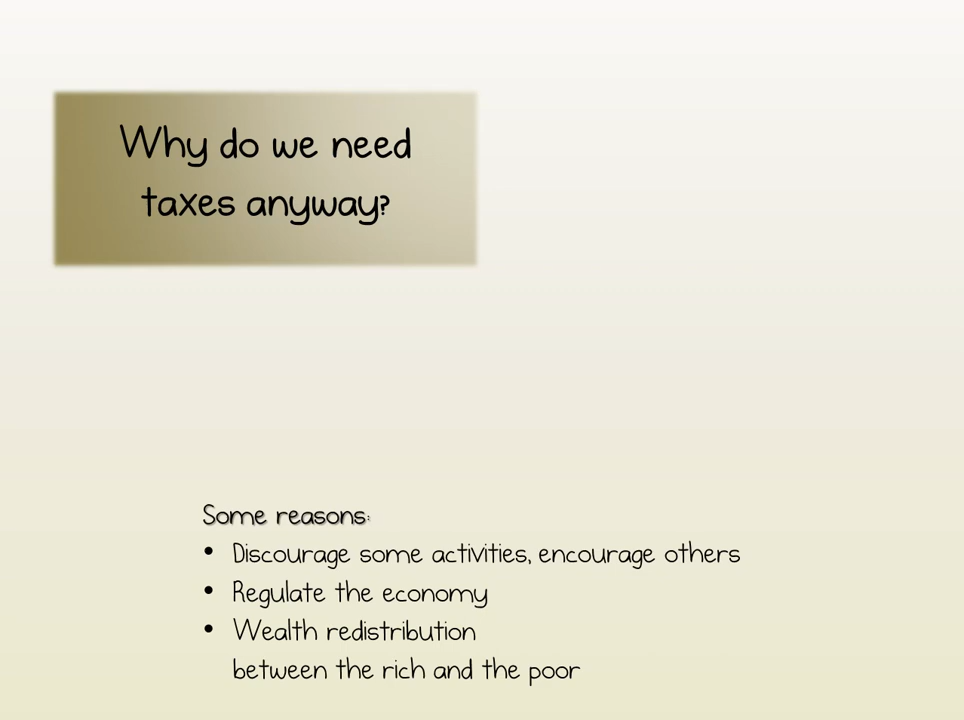 Why do we need
taxes anyway?
Some reasons:
• Discourage some activities, encourage others
• Regulate the economy
• Wealth redistribution
between the rich and the poor